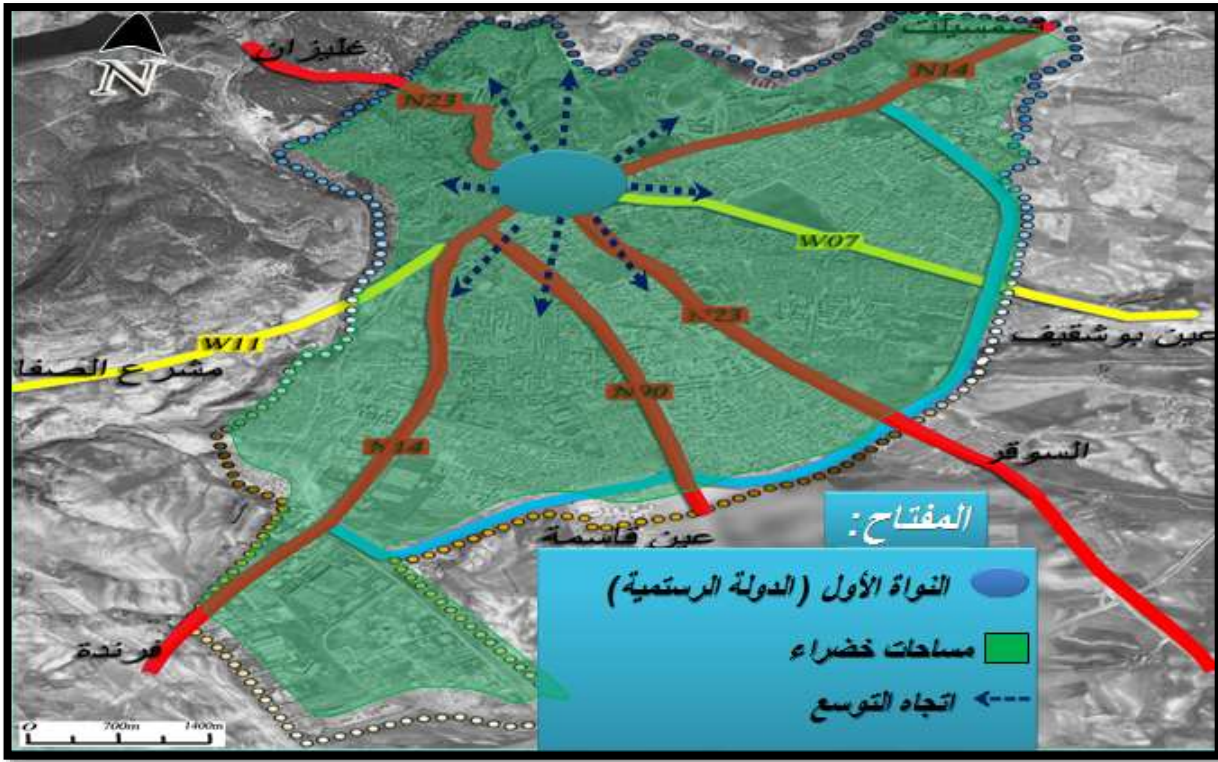 N
غليزان
N23
تيسمسيلت
N14
W07
عين بوشقيف
W11
مشرع الصفا
N23
N90
N14
السوقر
عين قاسمة
فرندة
المفتاح:
النواة الأول (الدولة الرستمية)
مساحات خضراء
اتجاه التوسع
0 700m 1400m